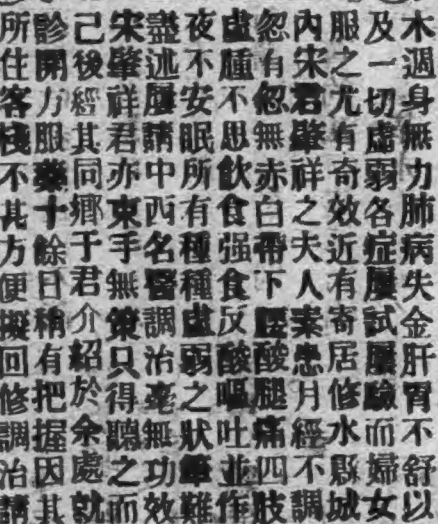 木週身無力肺病失金肝胃不舒以
及一切虛弱各症屢試屢驗而婦女
服之尤有奇效近有寄居修水縣城
內宋君肇祥之夫人素患月經不調
忽有忽無赤白帶下腰酸腿痛四肢
虛腫不思飲食强食反酸嘔吐並作
夜不安眠所有種種虛弱之狀筆難
盡述屢請中西名醫調治毫無功效
宋肇祥君亦束手無策只得聽之而
己後經其同鄉于君介紹於余處就
診開方服藥十餘日稍有把握因其
所住客棧不甚方便擬回修調治請